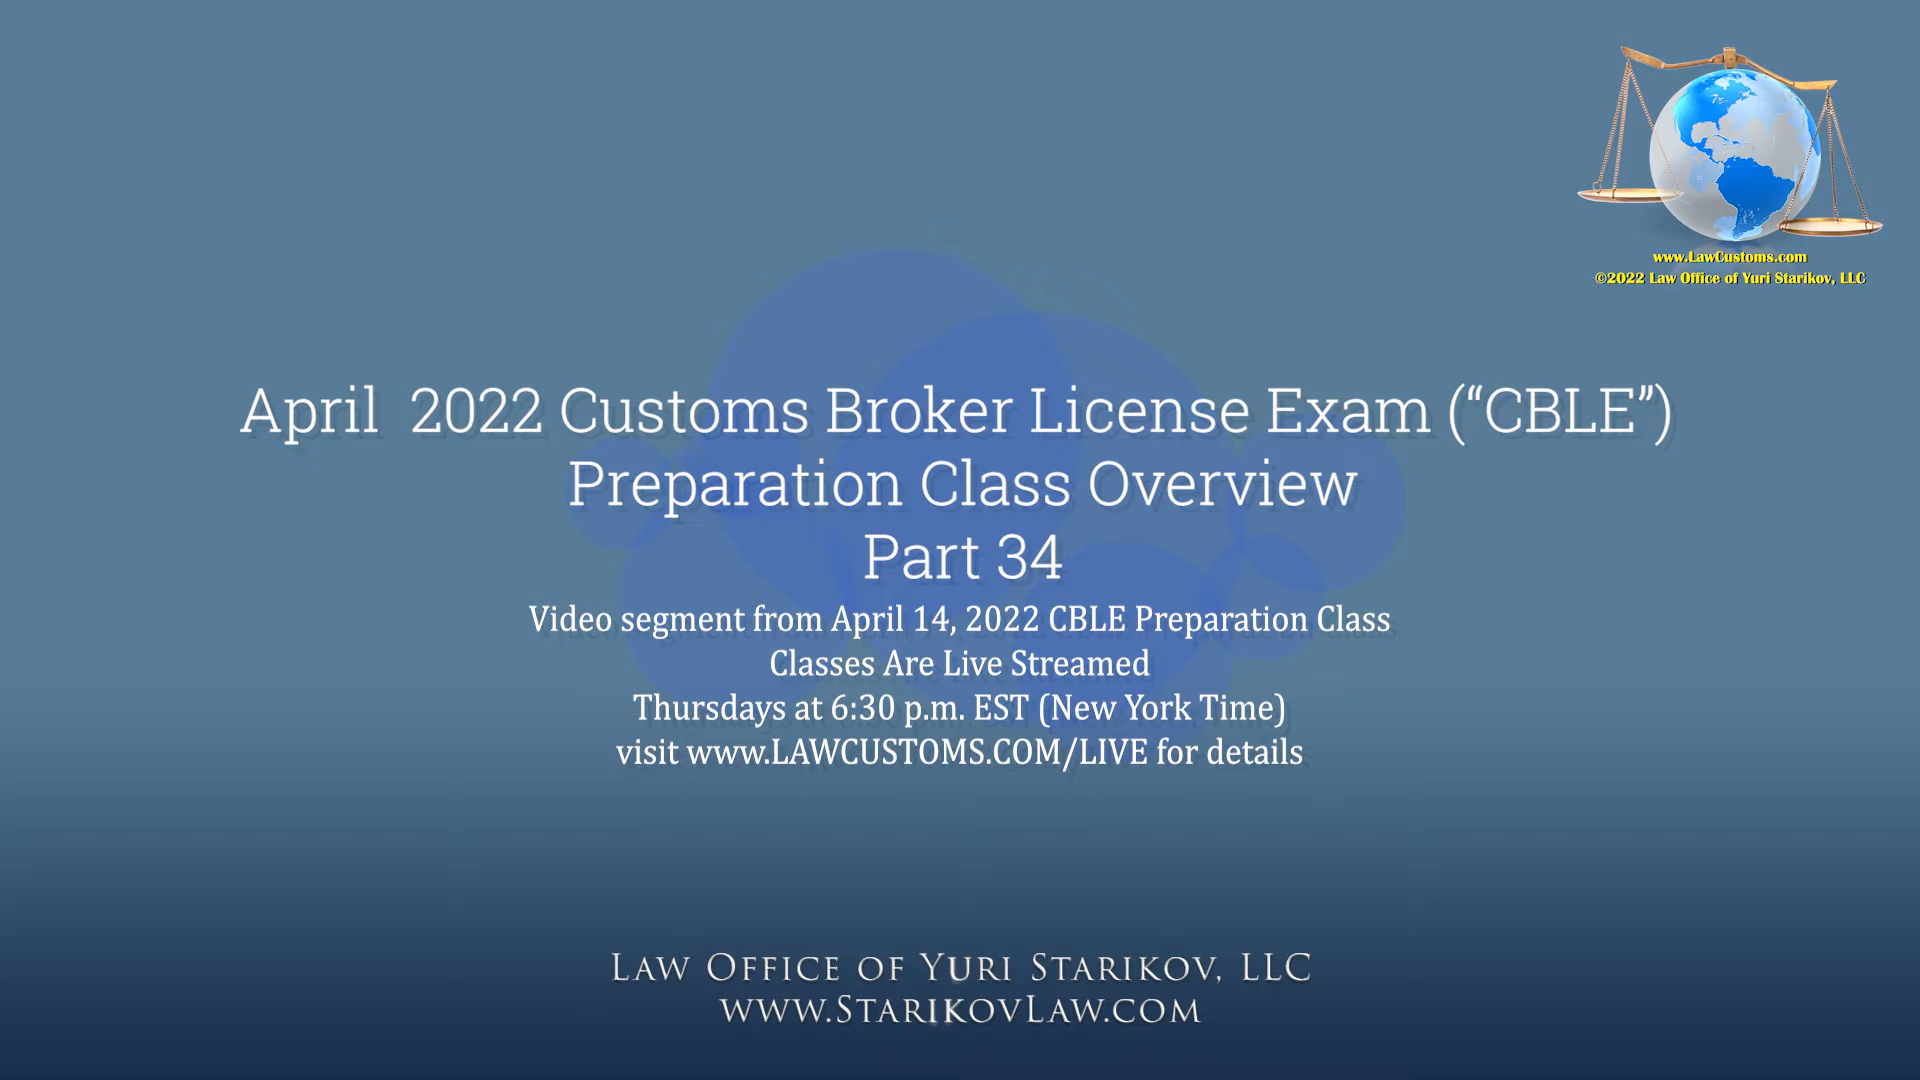 www.LawCustoms.com
©2022 Law Office of Yuri Starikov, LLC
April 2022 Customs Broker License Exam (“CBLE”)
Preparation Class Overview
Part 34
Video segment from April 14, 2022 CBLE Preparation Class
Classes Are Live Streamed
Thursdays at 6:30 p.m. EST (New York Time)
visit www.LAWCUSTOMS.COM/LIVE for details
Law Office of Yuri Starikov, LLC
www.StarikovLaw.com